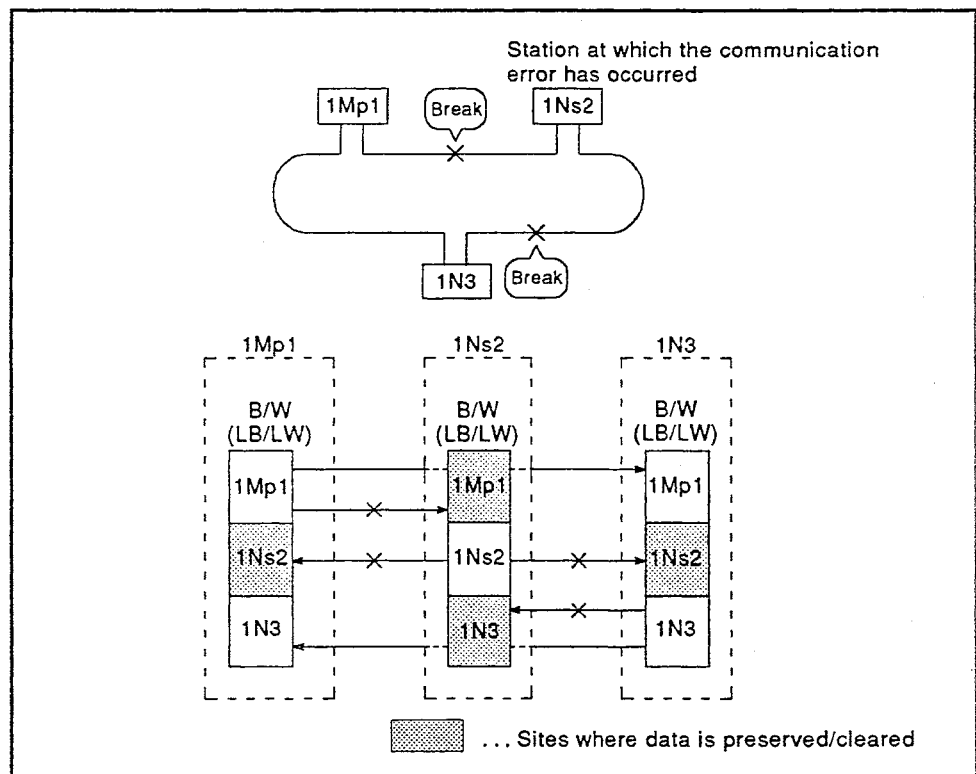 Station at which the communication
error has occurred
1Mp1
Break
1Ns2
1N3
Break
1Mp1
1Ns2
1N3
B/W
(LB/LW)
B/W
(LB/LW)
B/W
(LB/LW)
1Mp1
1Mp1
1Mp1
1Ns2
1Ns2
1Ns2
1N3
1N3
1N3
... Sites where data is preserved/cleared